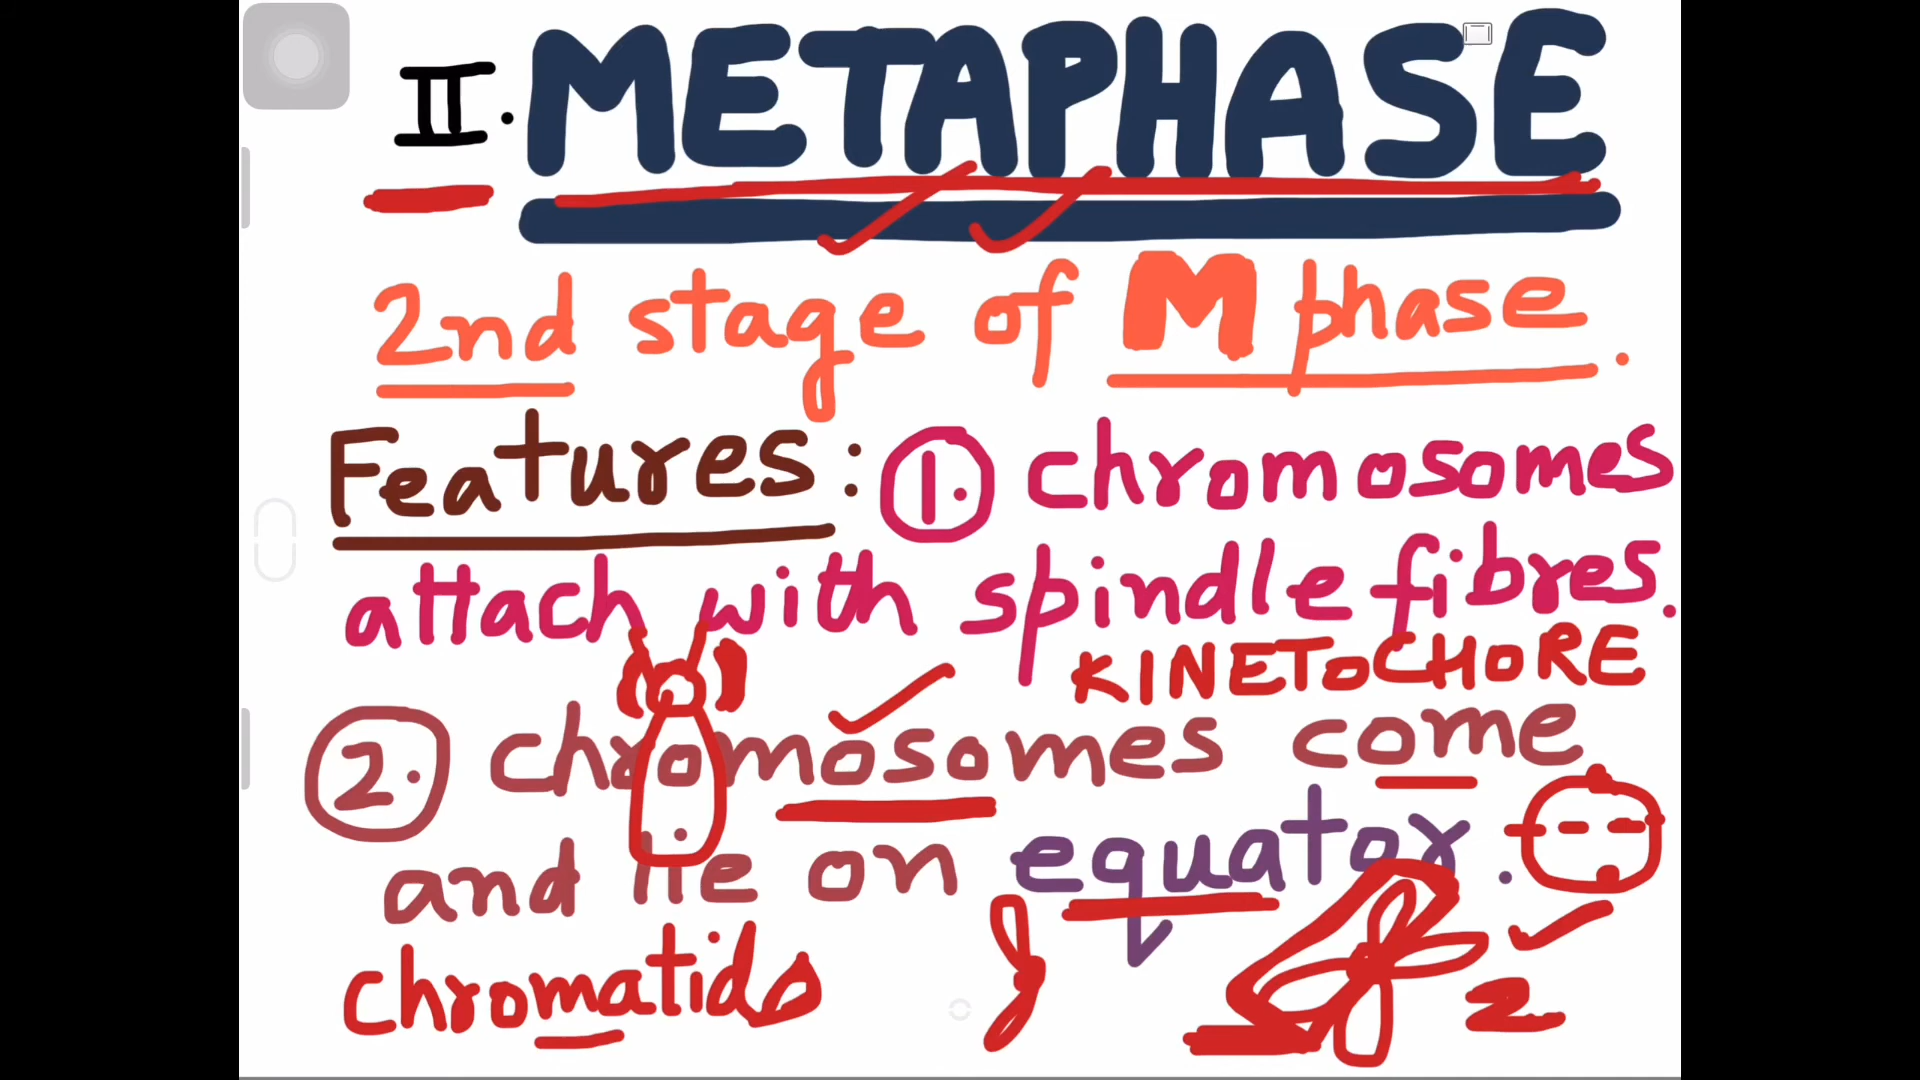 II. METAPHASE
2nd stage of M phase.
Features: 1. chromosomes
attach with spindle fibres.
KINETOCHORE
2. chromosomes come
and lie on equator.
chromatids
2